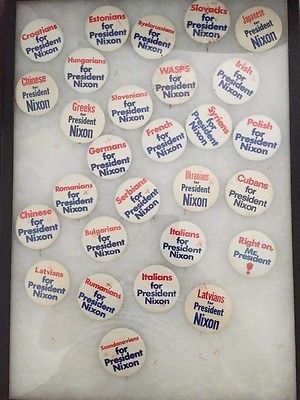 Croatians
for
President
Nixon
Estonians
for
President
Nixon
Byelorussians
for
President
Nixon
Slovacks
for
President
Nixon
Japanese
for
President
Nixon
Chinese
for
President
Nixon
Hungarians
for
President
Nixon
WASPS
for
President
Nixon
Irish
for
President
Nixon
Greeks
for
President
Nixon
Slovenians
for
President
Nixon
French
for
President
Nixon
Syrians
for
President
Nixon
Polish
for
President
Nixon
Germans
for
President
Nixon
Romanians
for
President
Nixon
Serbians
for
President
Nixon
Ukranians
for
President
Nixon
Cubans
for
President
Nixon
Chinese
for
President
Nixon
Bulgarians
for
President
Nixon
Italians
for
President
Nixon
Right on,
Mr.
President
!
Latvians
for
President
Nixon
Rumanians
for
President
Nixon
Italians
for
President
Nixon
Latvians
for
President
Nixon
Scandanavians
for
President
Nixon